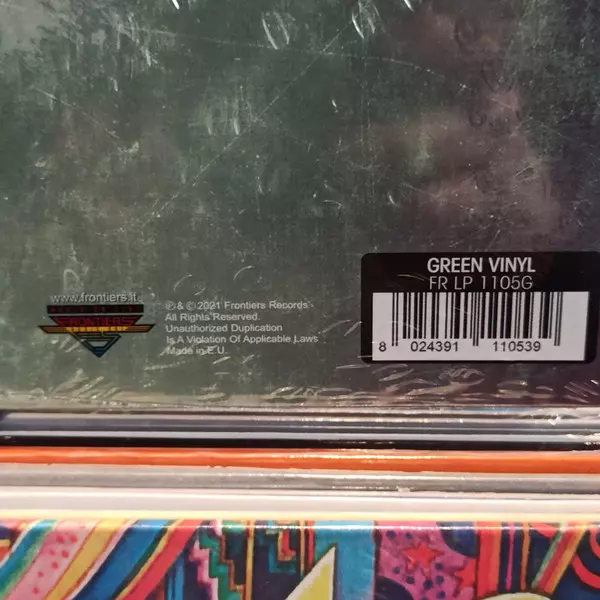 GREEN VINYL
FR LP 1105G
8 024391 110539
www.frontiers.it
FRONTIERS
℗ & © 2021 Frontiers Records
All Rights Reserved.
Unauthorized Duplication
Is A Violation Of Applicable Laws
Made in E.U.